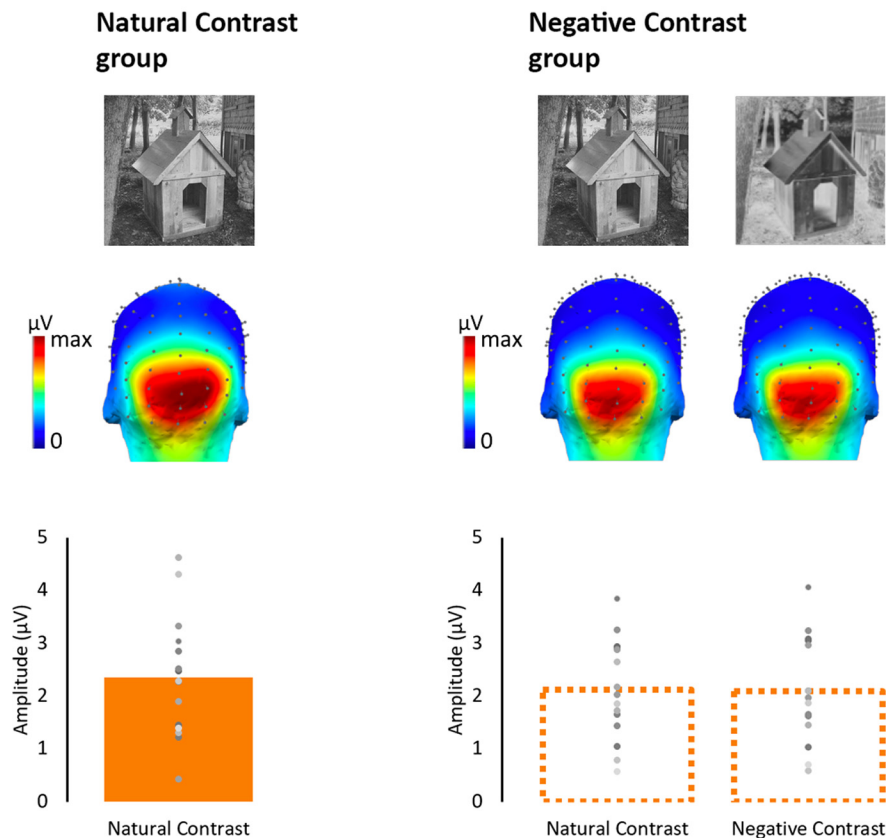 Natural Contrast
group
Negative Contrast
group
µV
max
0
µV
max
0
Amplitude (µV)
5
4
3
2
1
0
Natural Contrast
Amplitude (µV)
5
4
3
2
1
0
Natural Contrast
Negative Contrast